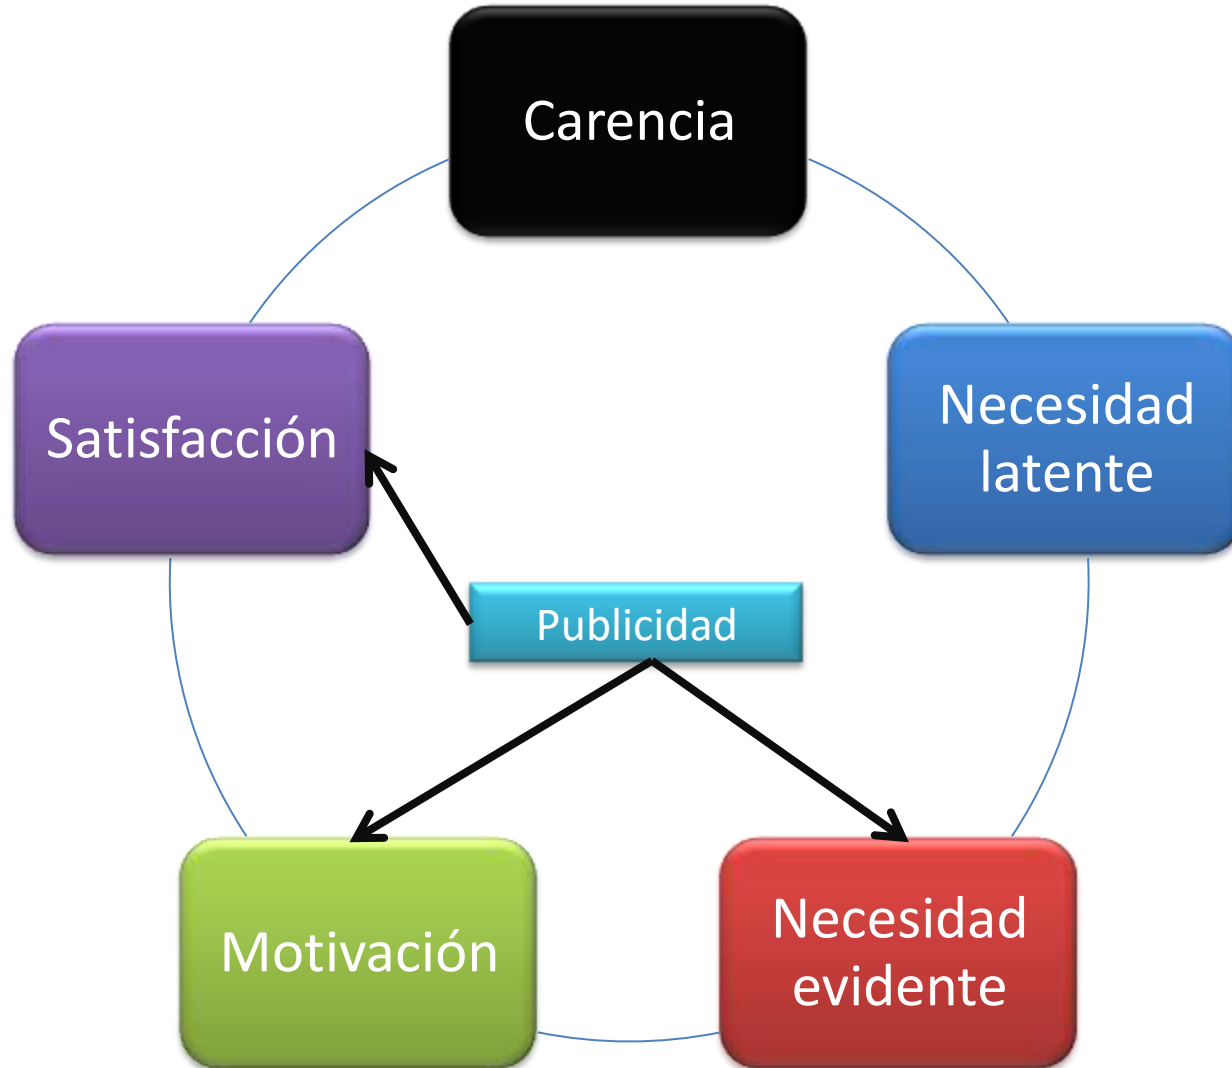 Carencia
Necesidad
latente
Satisfacción
Publicidad
Motivación
Necesidad
evidente